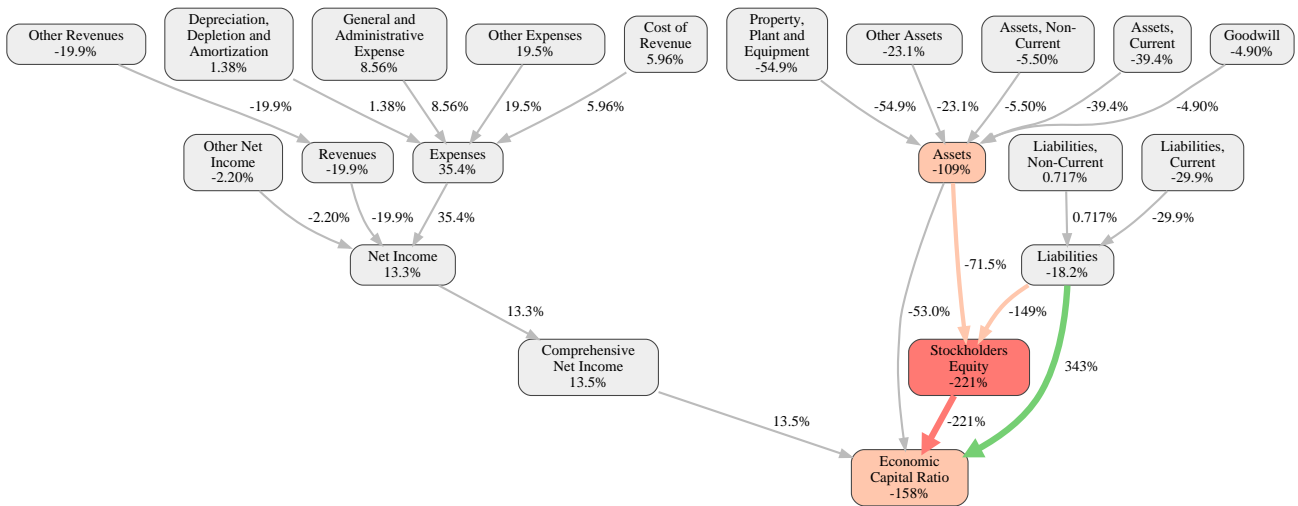 Other Revenues
-19.9%
Depreciation,
Depletion and
Amortization
1.38%
General and
Administrative
Expense
8.56%
Other Expenses
19.5%
Cost of
Revenue
5.96%
Property,
Plant and
Equipment
-54.9%
Other Assets
-23.1%
Assets, Non-
Current
-5.50%
Assets,
Current
-39.4%
Goodwill
-4.90%
-19.9%
1.38%
8.56%
19.5%
5.96%
-54.9%
-23.1%
-5.50%
-39.4%
-4.90%
Other Net
Income
-2.20%
Revenues
-19.9%
Expenses
35.4%
Assets
-109%
Liabilities,
Non-Current
0.717%
Liabilities,
Current
-29.9%
-2.20%
-19.9%
35.4%
0.717%
-29.9%
Net Income
13.3%
-71.5%
Liabilities
-18.2%
13.3%
-53.0%
-149%
Comprehensive
Net Income
13.5%
Stockholders
Equity
-221%
343%
13.5%
-221%
Economic
Capital Ratio
-158%